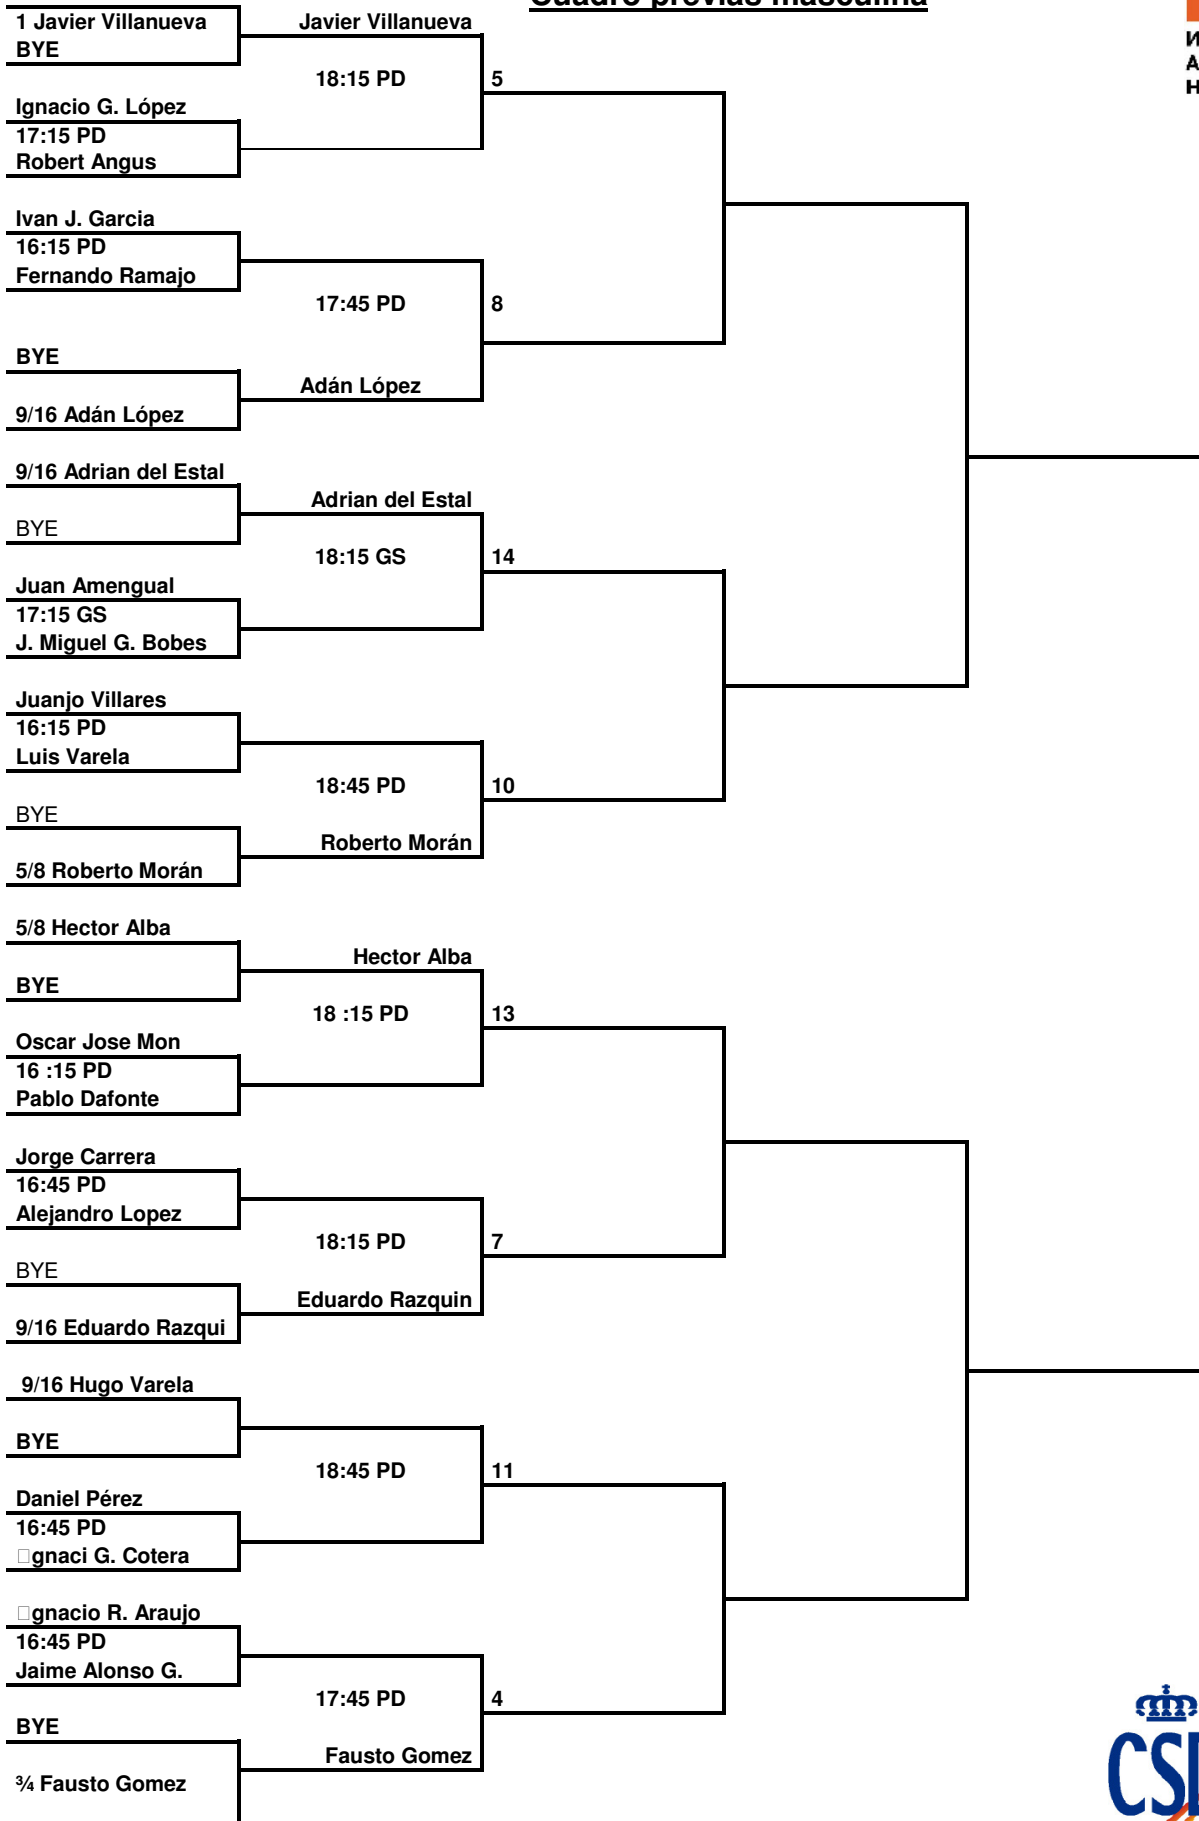 Cuadro previas masculina
1 Javier Villanueva
BYE
Javier Villanueva
18:15 PD
5
Ignacio G. López
17:15 PD
Robert Angus
Ivan J. Garcia
16:15 PD
Fernando Ramajo
17:45 PD
8
BYE
Adán López
9/16 Adán López
9/16 Adrian del Estal
Adrian del Estal
BYE
18:15 GS
14
Juan Amengual
17:15 GS
J. Miguel G. Bobes
Juanjo Villares
16:15 PD
Luis Varela
18:45 PD
10
BYE
Roberto Morán
5/8 Roberto Morán
5/8 Hector Alba
Hector Alba
BYE
18 :15 PD
13
Oscar Jose Mon
16 :15 PD
Pablo Dafonte
Jorge Carrera
16:45 PD
Alejandro Lopez
18:15 PD
7
BYE
Eduardo Razquin
9/16 Eduardo Razqui
9/16 Hugo Varela
BYE
18:45 PD
11
Daniel Pérez
16:45 PD
□gnaci G. Cotera
□gnacio R. Araujo
16:45 PD
Jaime Alonso G.
17:45 PD
4
BYE
Fausto Gomez
¾ Fausto Gomez